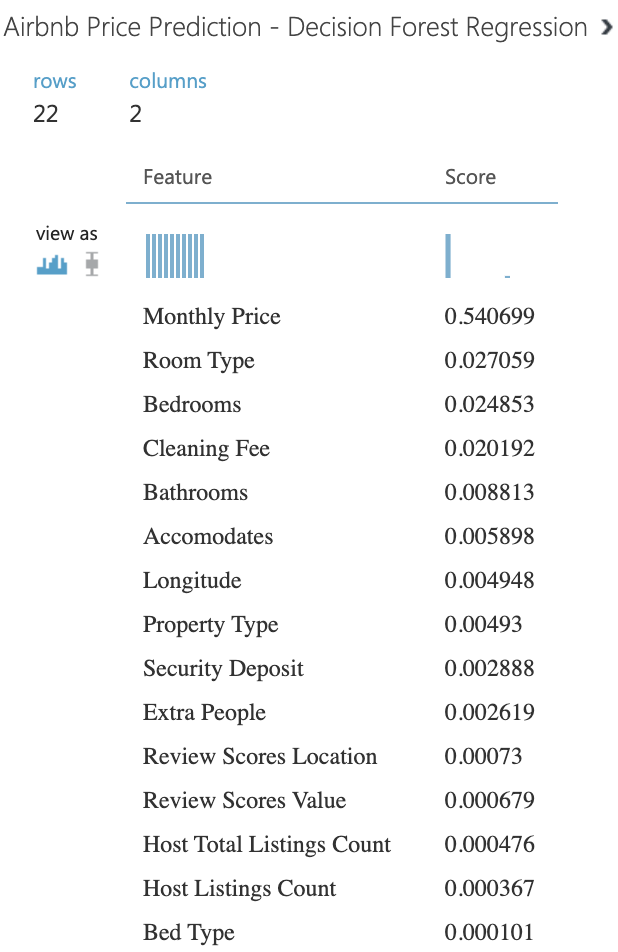 Airbnb Price Prediction - Decision Forest Regression
rows columns
22 2
Feature Score
view as
Monthly Price 0.540699
Room Type 0.027059
Bedrooms 0.024853
Cleaning Fee 0.020192
Bathrooms 0.008813
Accomodates 0.005898
Longitude 0.004948
Property Type 0.00493
Security Deposit 0.002888
Extra People 0.002619
Review Scores Location 0.00073
Review Scores Value 0.000679
Host Total Listings Count 0.000476
Host Listings Count 0.000367
Bed Type 0.000101